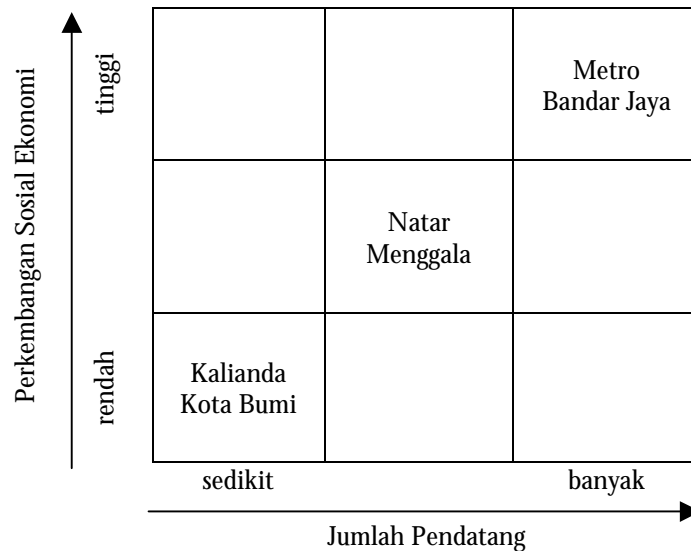 Perkembangan Sosial Ekonomi
tinggi
rendah
Metro
Bandar Jaya
Natar
Menggala
Kalianda
Kota Bumi
sedikit
banyak
Jumlah Pendatang